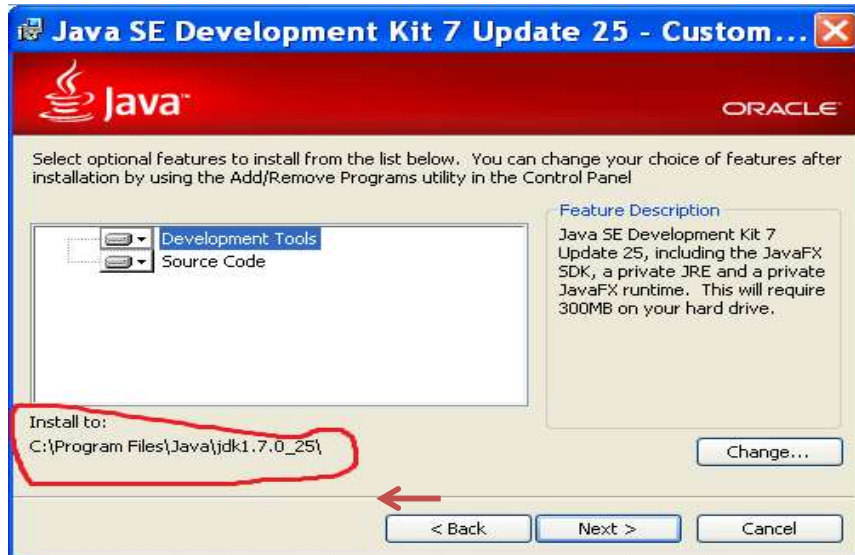 Java SE Development Kit 7 Update 25 - Custom...
Java™
ORACLE
Select optional features to install from the list below. You can change your choice of features after
installation by using the Add/Remove Programs utility in the Control Panel
Development Tools
Source Code
Feature Description
Java SE Development Kit 7
Update 25, including the JavaFX
SDK, a private JRE and a private
JavaFX runtime. This will require
300MB on your hard drive.
Install to:
C:\Program Files\Java\jdk1.7.0_25\
Change...
< Back
Next >
Cancel